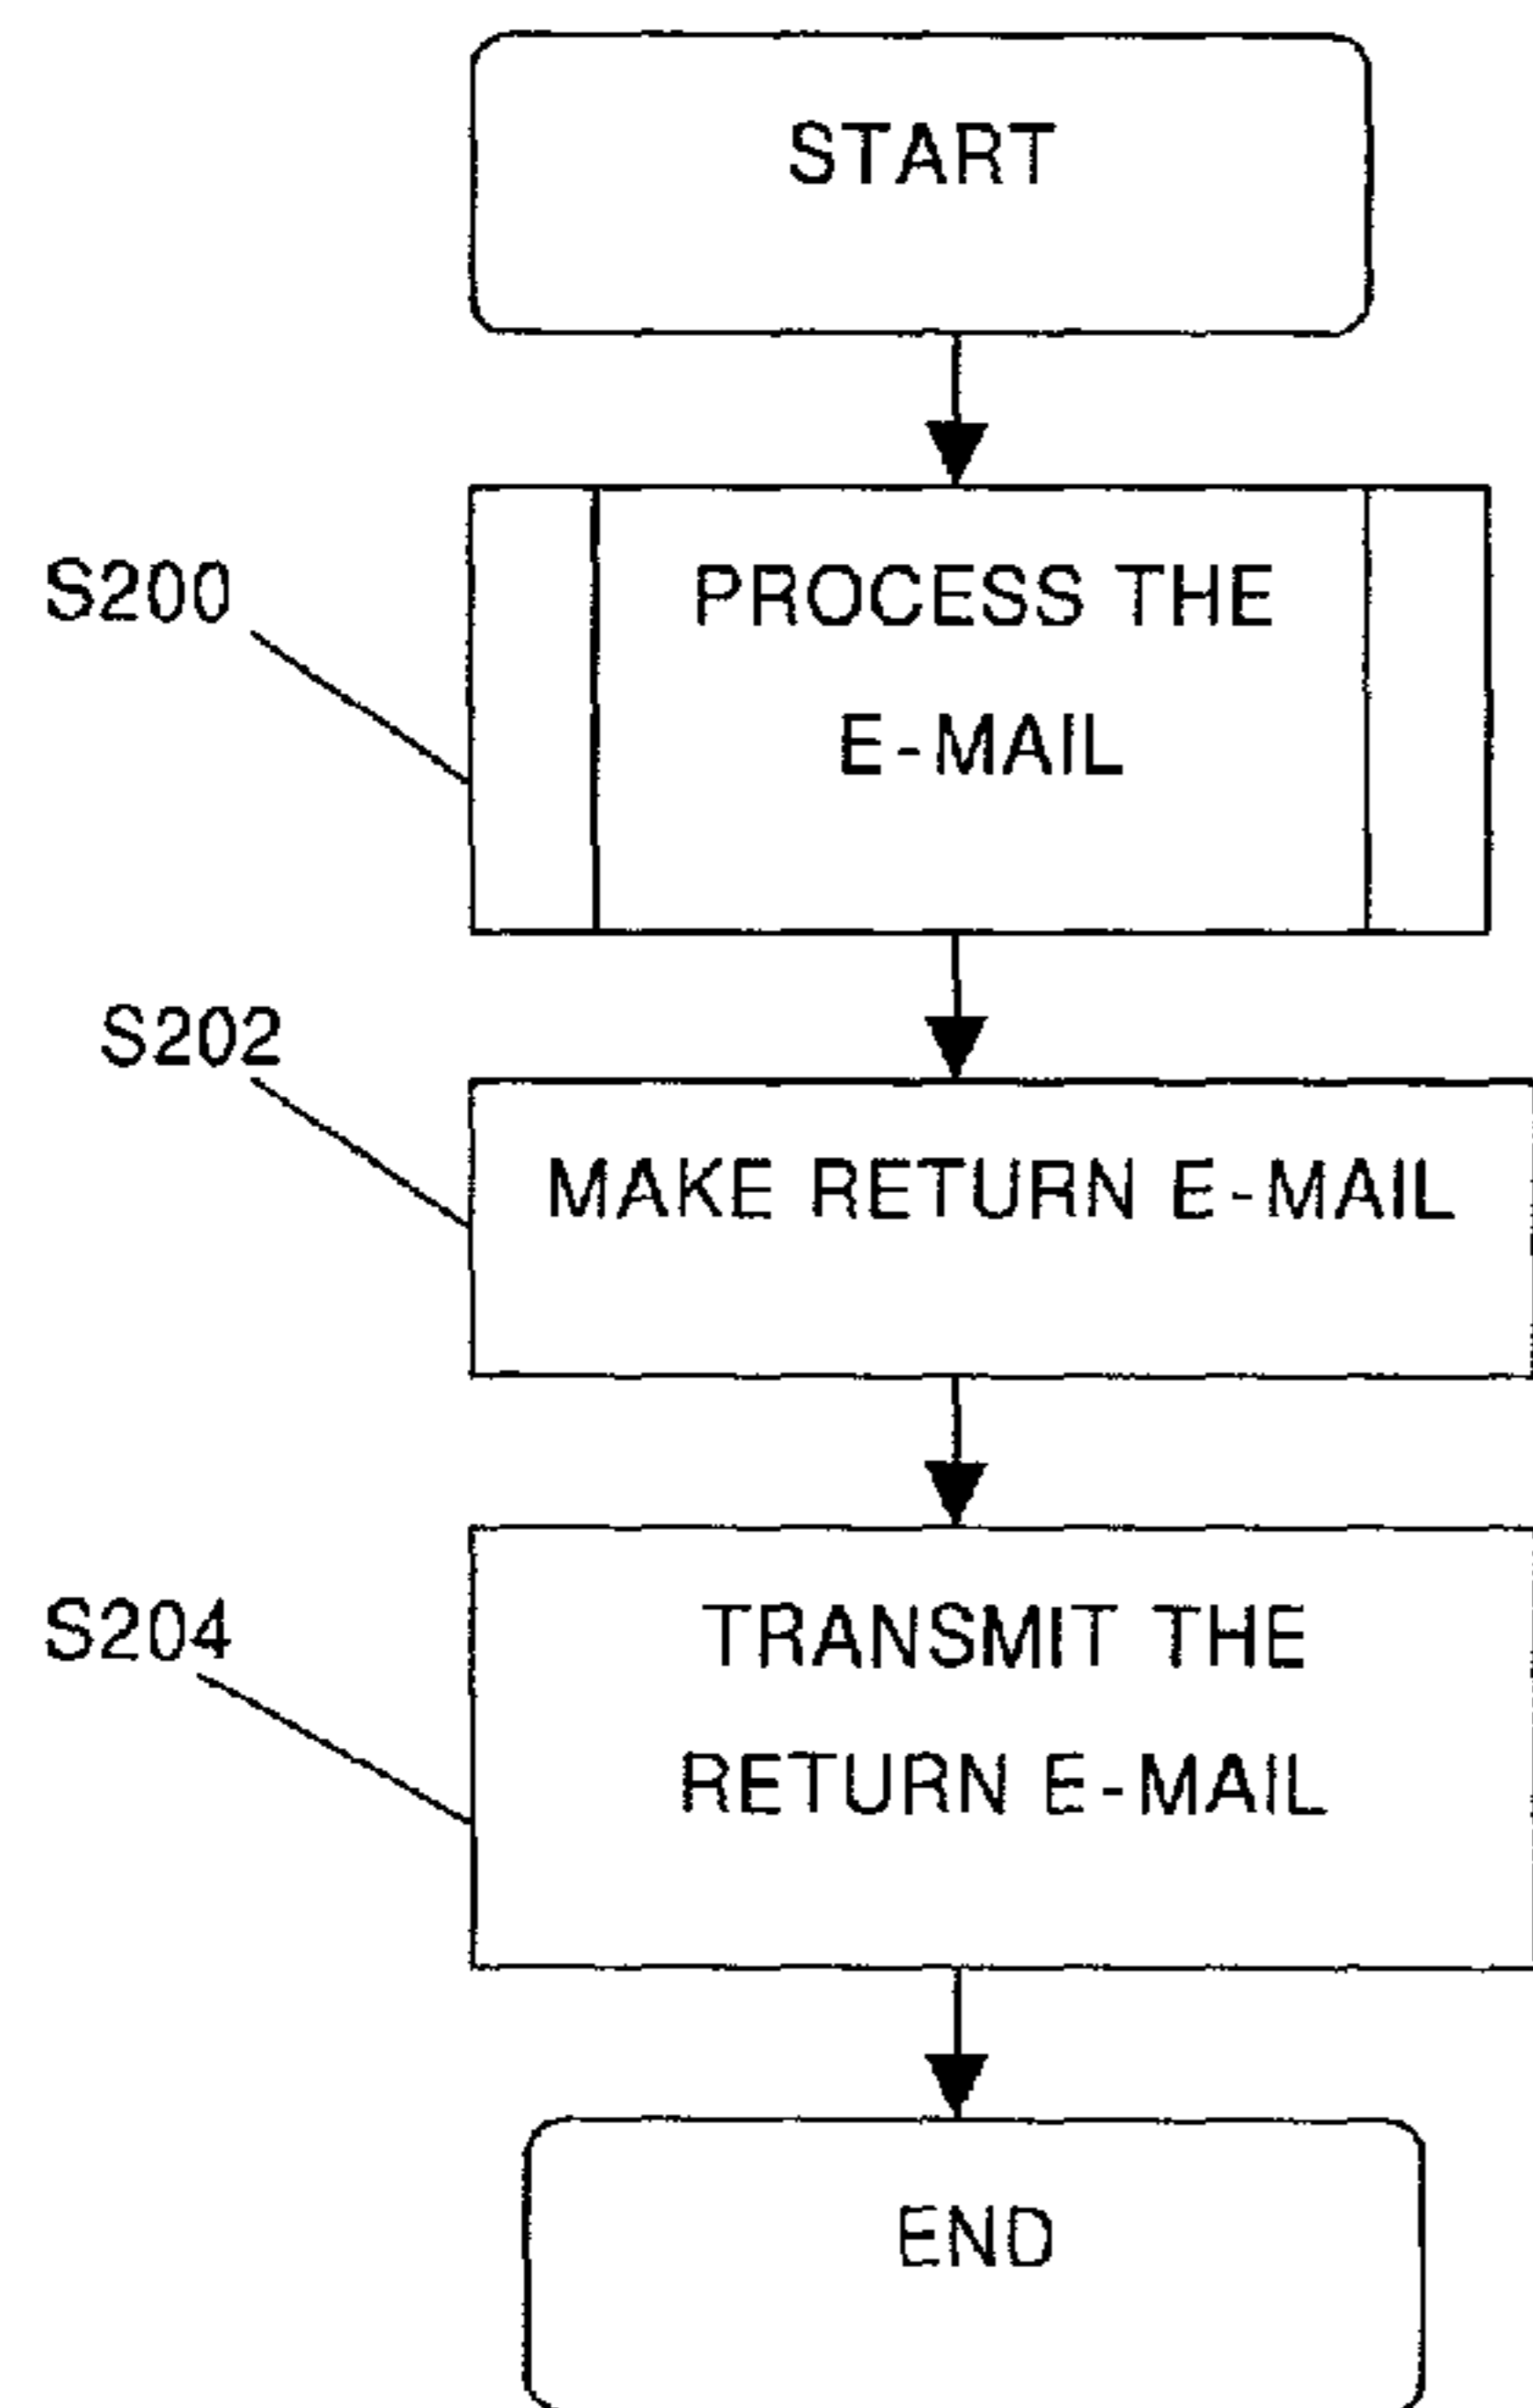 START
S200
PROCESS THE
E-MAIL
S202
MAKE RETURN E-MAIL
S204
TRANSMIT THE
RETURN E-MAIL
END